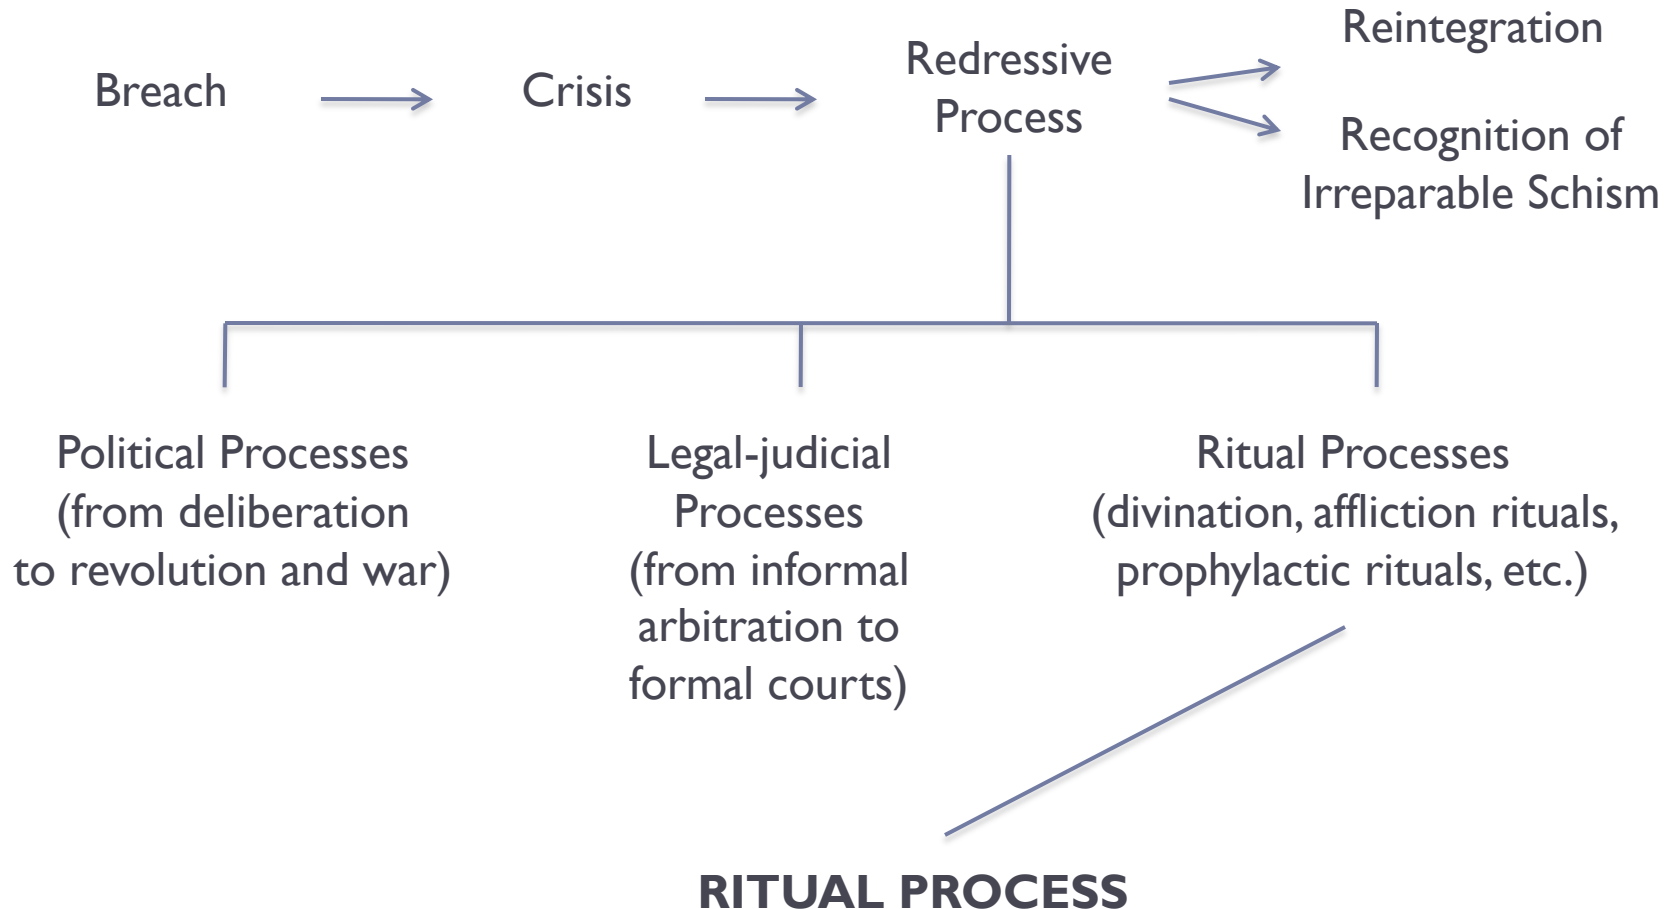 Breach
Crisis
Redressive
Process
Reintegration
Recognition of
Irreparable Schism
Political Processes
(from deliberation
to revolution and war)
Legal-judicial
Processes
(from informal
arbitration to
formal courts)
Ritual Processes
(divination, affliction rituals,
prophylactic rituals, etc.)
RITUAL PROCESS